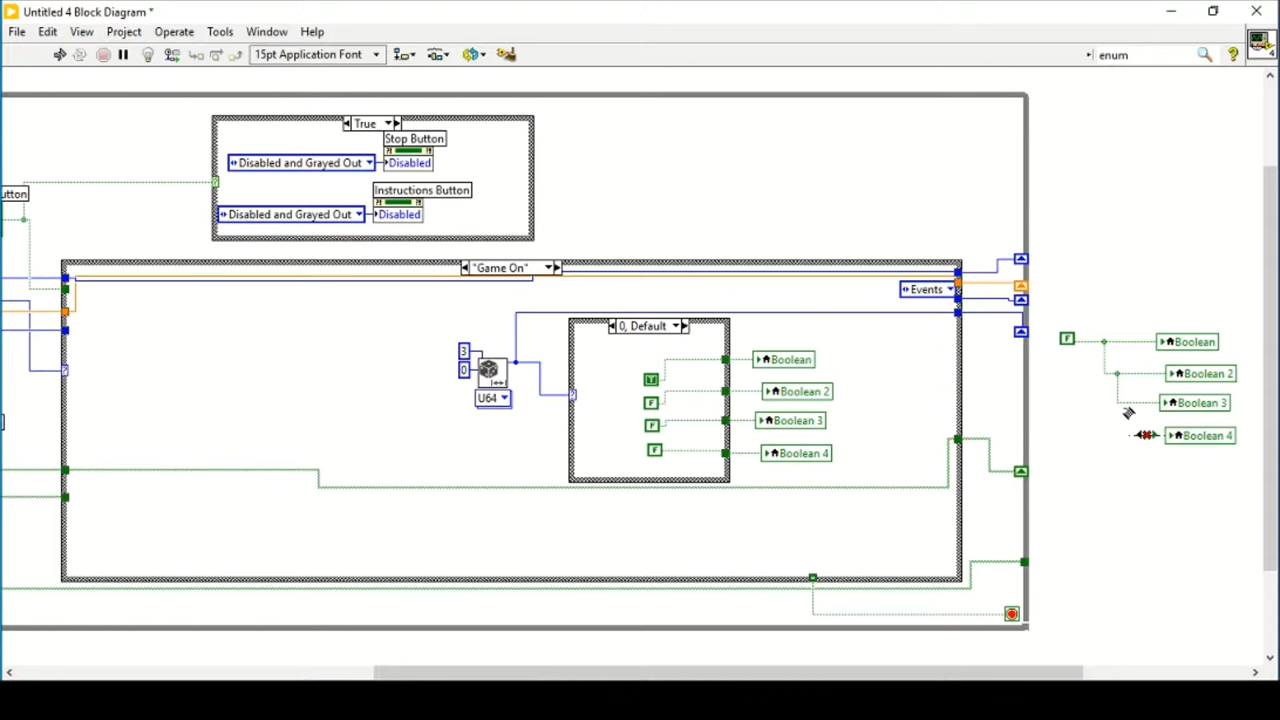 Untitled 4 Block Diagram *
File Edit View Project Operate Tools Window Help
15pt Application Font
enum
4
True
Stop Button
Disabled and Grayed Out
Disabled
utton
Instructions Button
Disabled and Grayed Out
Disabled
"Game On"
Events
0, Default
3
0
U64
T
F
F
F
Boolean
Boolean 2
Boolean 3
Boolean 4
F
Boolean
Boolean 2
Boolean 3
Boolean 4